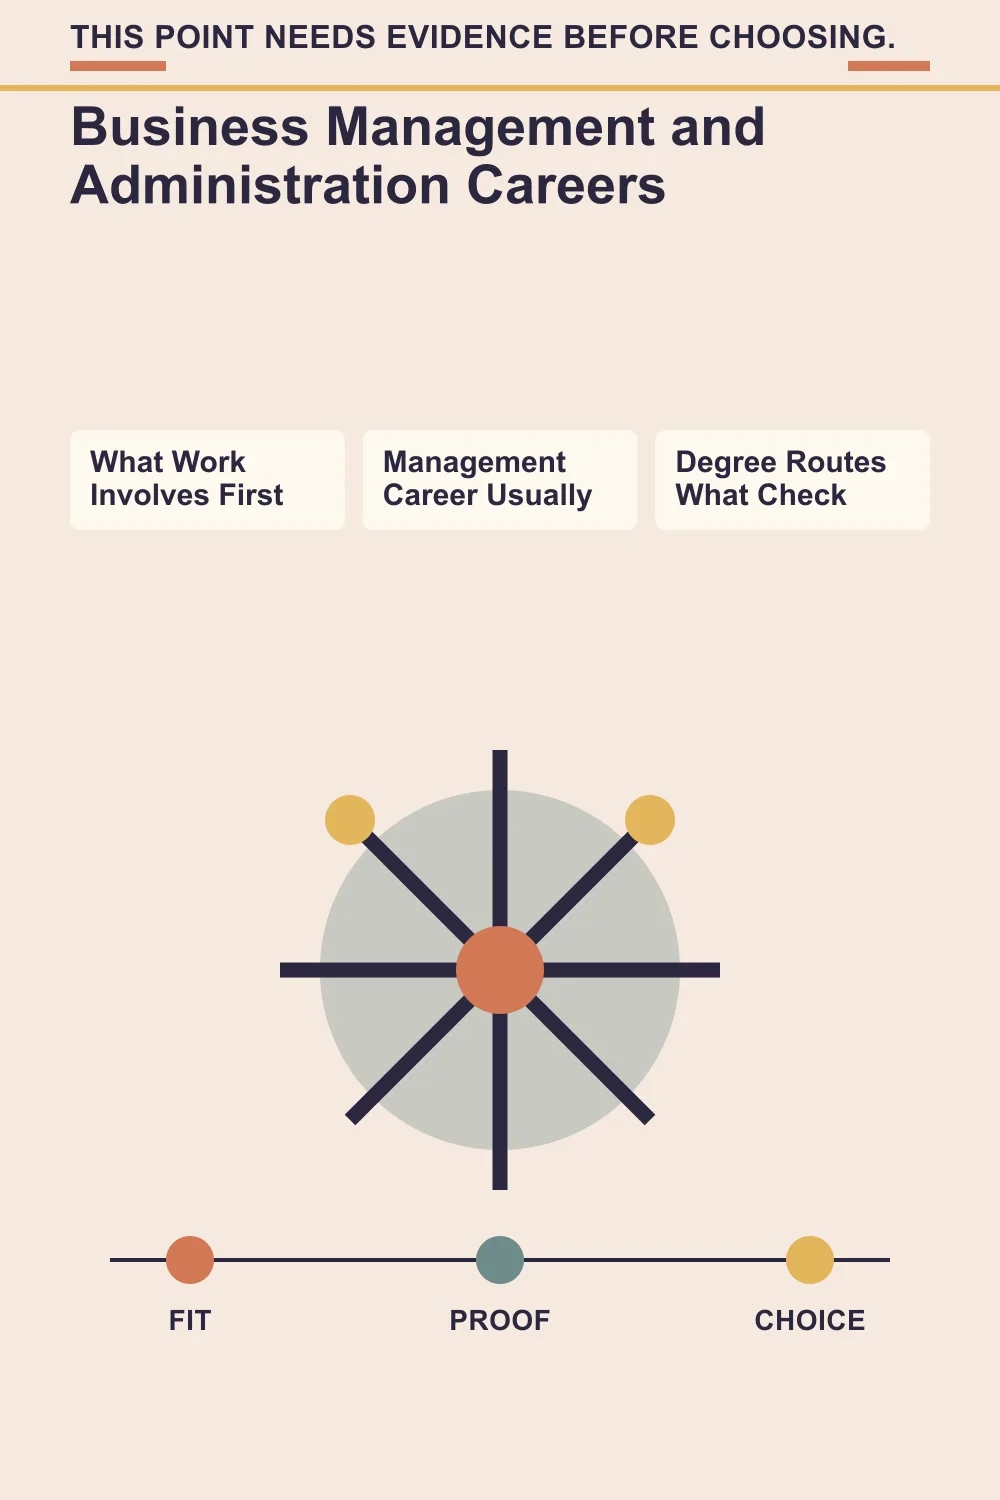 THIS POINT NEEDS EVIDENCE BEFORE CHOOSING.
Business Management and
Administration Careers
What Work
Involves First
Management
Career Usually
Degree Routes
What Check
FIT
PROOF
CHOICE